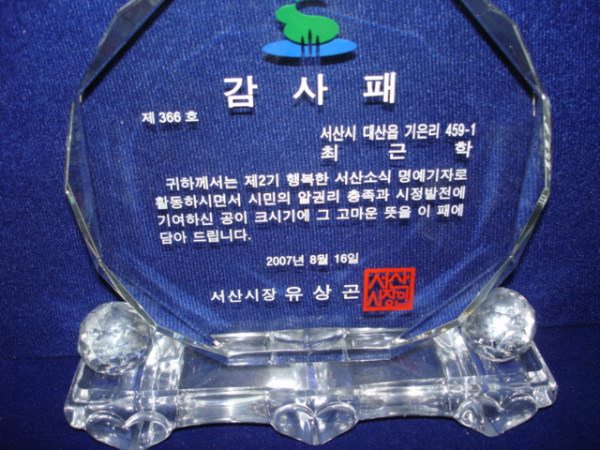 감 사 패
제 366 호
서산시 대산읍 기은리 459-1
최 근 학
귀하께서는 제2기 행복한 서산소식 명예기자로
활동하시면서 시민의 알권리 충족과 시정발전에
기여하신 공이 크시기에 그 고마운 뜻을 이 패에
담아 드립니다.
2007년 8월 16일
서산시장 유 상 곤